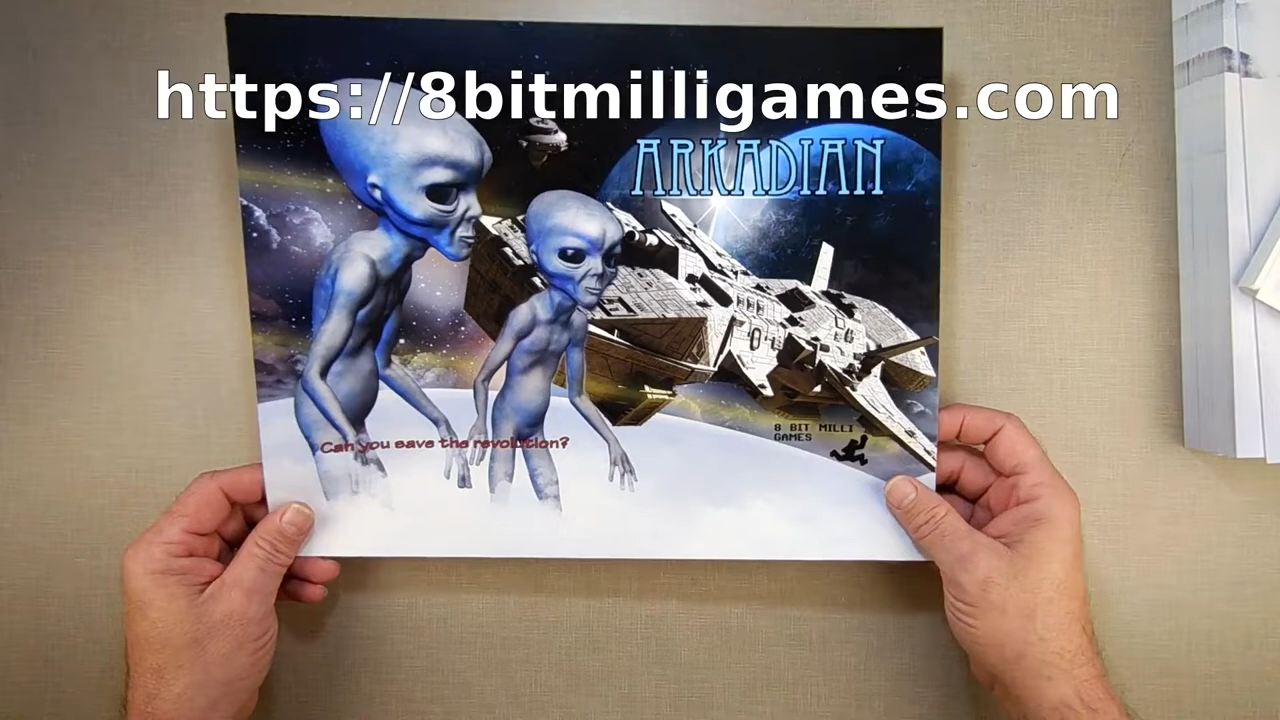 https://8bitmilligames.com
ARKADIAN
Can you save the revolution?
8 BIT MILLI
GAMES